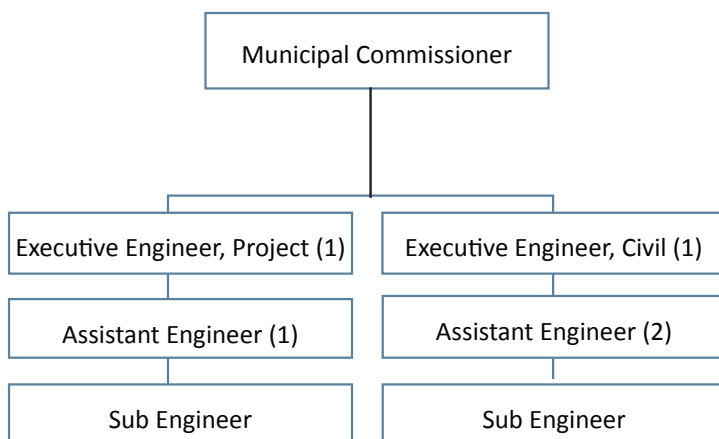 Municipal Commissioner
Executive Engineer, Project (1)
Executive Engineer, Civil (1)
Assistant Engineer (1)
Assistant Engineer (2)
Sub Engineer
Sub Engineer